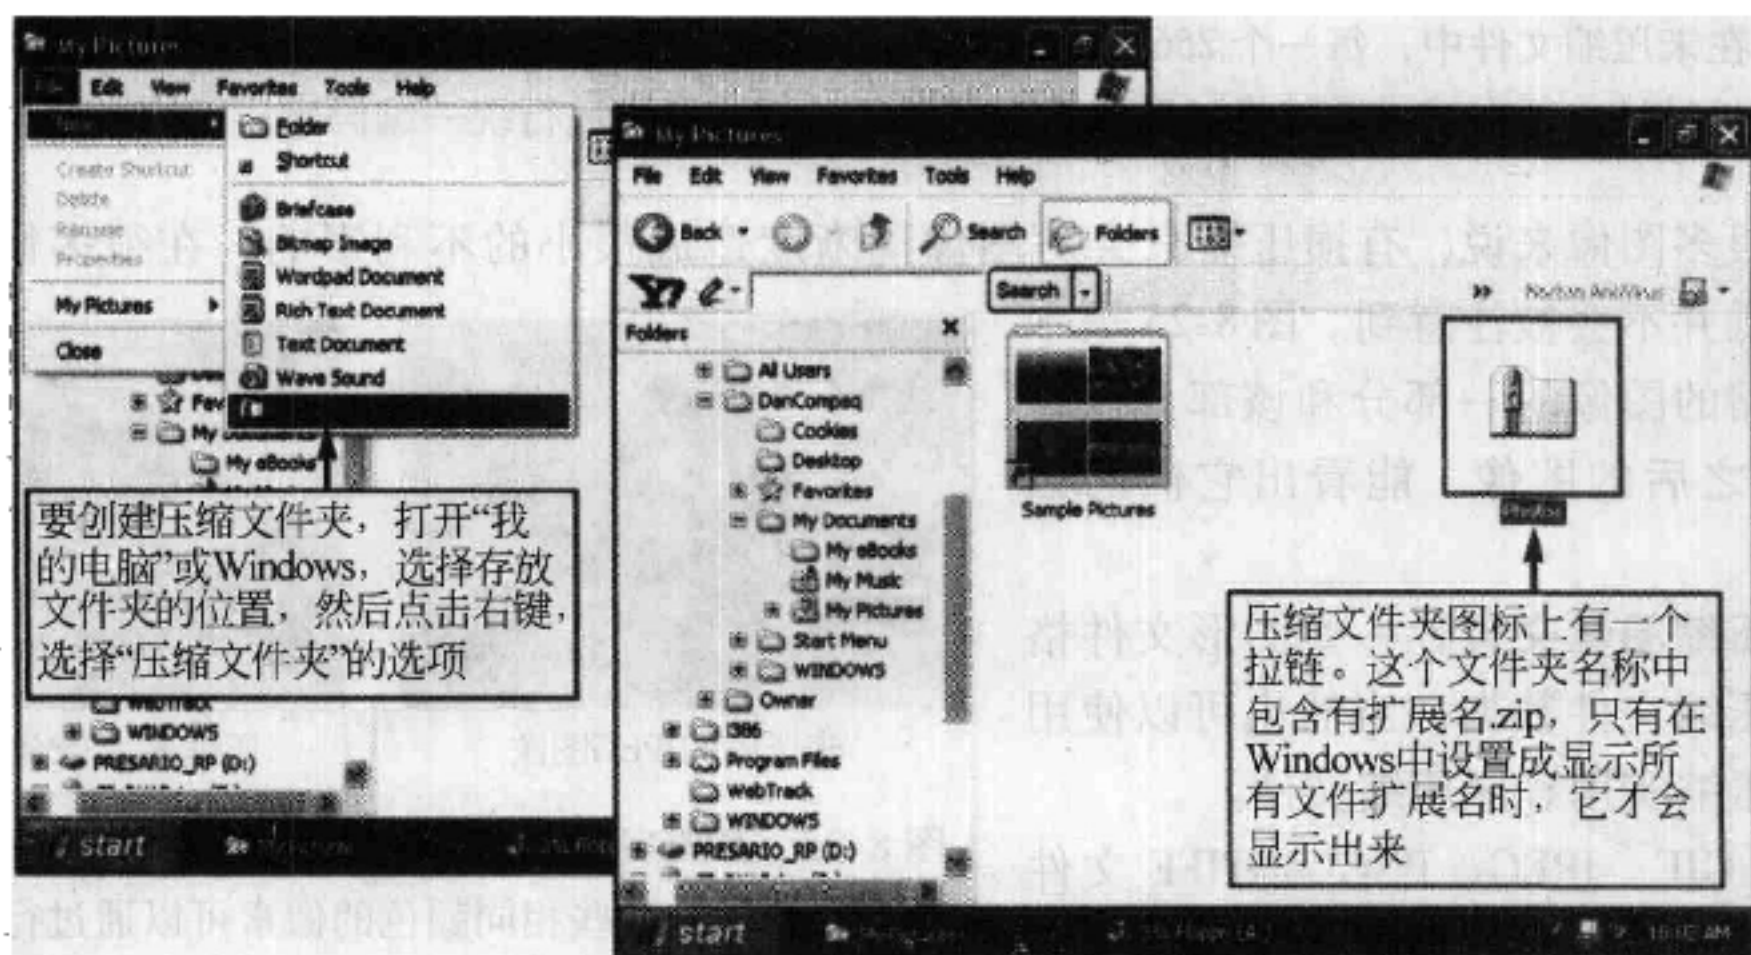 My Pictures
Edit View Favorites Tools Help
Folder
Create Shortcut
Shortcut
Delete
Rename
Briefcase
Properties
Bitmap Image
Wordpad Document
My Pictures
Rich Text Document
Close
Text Document
Wave Sound
My Documents
My eBooks
要创建压缩文件夹，打开“我
的电脑”或Windows，选择存放
文件夹的位置，然后点击右键，
选择“压缩文件夹”的选项
WebTrack
WINDOWS
PRESARIO_RP (D:)
start
My Pictures
File Edit View Favorites Tools Help
Back
Search
Folders
Search
Norton AntiVirus
Folders
All Users
DanCompaq
Cookies
Desktop
Favorites
My Documents
My eBooks
My Music
My Pictures
Start Menu
WINDOWS
Owner
I386
Program Files
WebTrack
WINDOWS
PRESARIO_RP (D:)
Sample Pictures
压缩文件夹图标上有一个
拉链。这个文件夹名称中
包含有扩展名.zip，只有在
Windows中设置成显示所
有文件扩展名时，它才会
显示出来
start